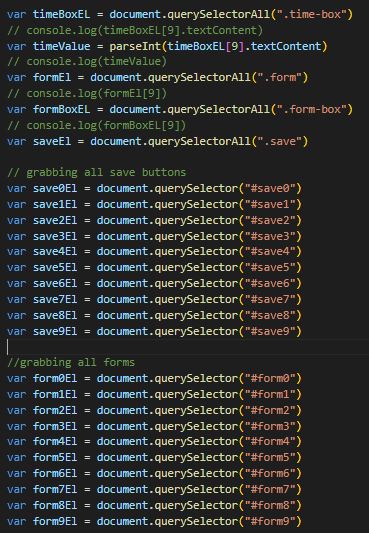 var timeBoxEL = document.querySelectorAll(".time-box")
// console.log(timeBoxEL[9].textContent)
var timeValue = parseInt(timeBoxEL[9].textContent)
// console.log(timeValue)
var formEl = document.querySelectorAll(".form")
// console.log(formEl[9])
var formBoxEL = document.querySelectorAll(".form-box")
// console.log(formBoxEL[9])
var saveEl = document.querySelectorAll(".save")
// grabbing all save buttons
var save0El = document.querySelector("#save0")
var save1El = document.querySelector("#save1")
var save2El = document.querySelector("#save2")
var save3El = document.querySelector("#save3")
var save4El = document.querySelector("#save4")
var save5El = document.querySelector("#save5")
var save6El = document.querySelector("#save6")
var save7El = document.querySelector("#save7")
var save8El = document.querySelector("#save8")
var save9El = document.querySelector("#save9")
//grabbing all forms
var form0El = document.querySelector("#form0")
var form1El = document.querySelector("#form1")
var form2El = document.querySelector("#form2")
var form3El = document.querySelector("#form3")
var form4El = document.querySelector("#form4")
var form5El = document.querySelector("#form5")
var form6El = document.querySelector("#form6")
var form7El = document.querySelector("#form7")
var form8El = document.querySelector("#form8")
var form9El = document.querySelector("#form9")